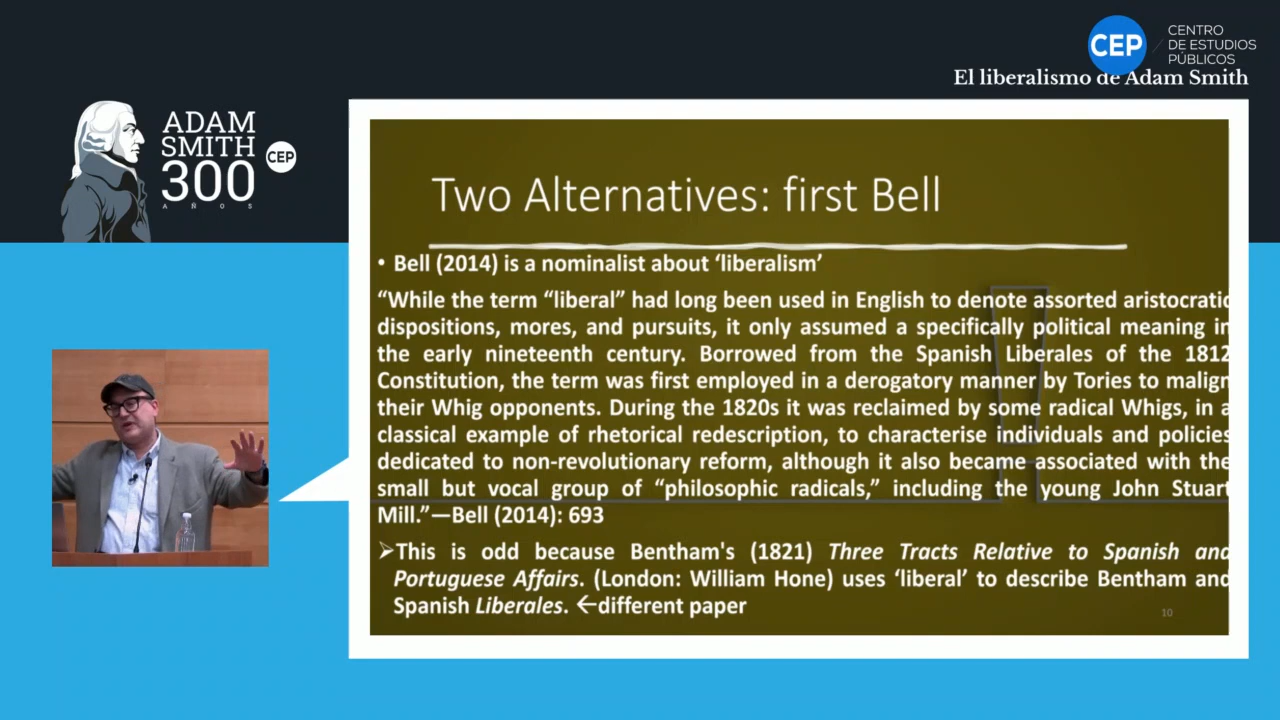 CEP
CENTRO
DE ESTUDIOS
PÚBLICOS
El liberalismo de Adam Smith
ADAM
SMITH
300
AÑOS
CEP
Two Alternatives: first Bell
• Bell (2014) is a nominalist about ‘liberalism’
“While the term “liberal” had long been used in English to denote assorted aristocratic
dispositions, mores, and pursuits, it only assumed a specifically political meaning in
the early nineteenth century. Borrowed from the Spanish Liberales of the 1812
Constitution, the term was first employed in a derogatory manner by Tories to malign
their Whig opponents. During the 1820s it was reclaimed by some radical Whigs, in a
classical example of rhetorical redescription, to characterise individuals and policies
dedicated to non-revolutionary reform, although it also became associated with the
small but vocal group of “philosophic radicals,” including the young John Stuart
Mill.”—Bell (2014): 693
➢This is odd because Bentham's (1821) Three Tracts Relative to Spanish and
Portuguese Affairs. (London: William Hone) uses ‘liberal’ to describe Bentham and
Spanish Liberales. ←different paper
10